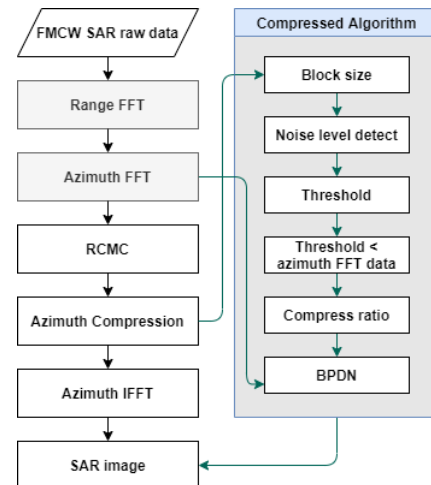 FMCW SAR raw data
Range FFT
Azimuth FFT
RCMC
Azimuth Compression
Azimuth IFFT
SAR image
Compressed Algorithm
Block size
Noise level detect
Threshold
Threshold <
azimuth FFT data
Compress ratio
BPDN